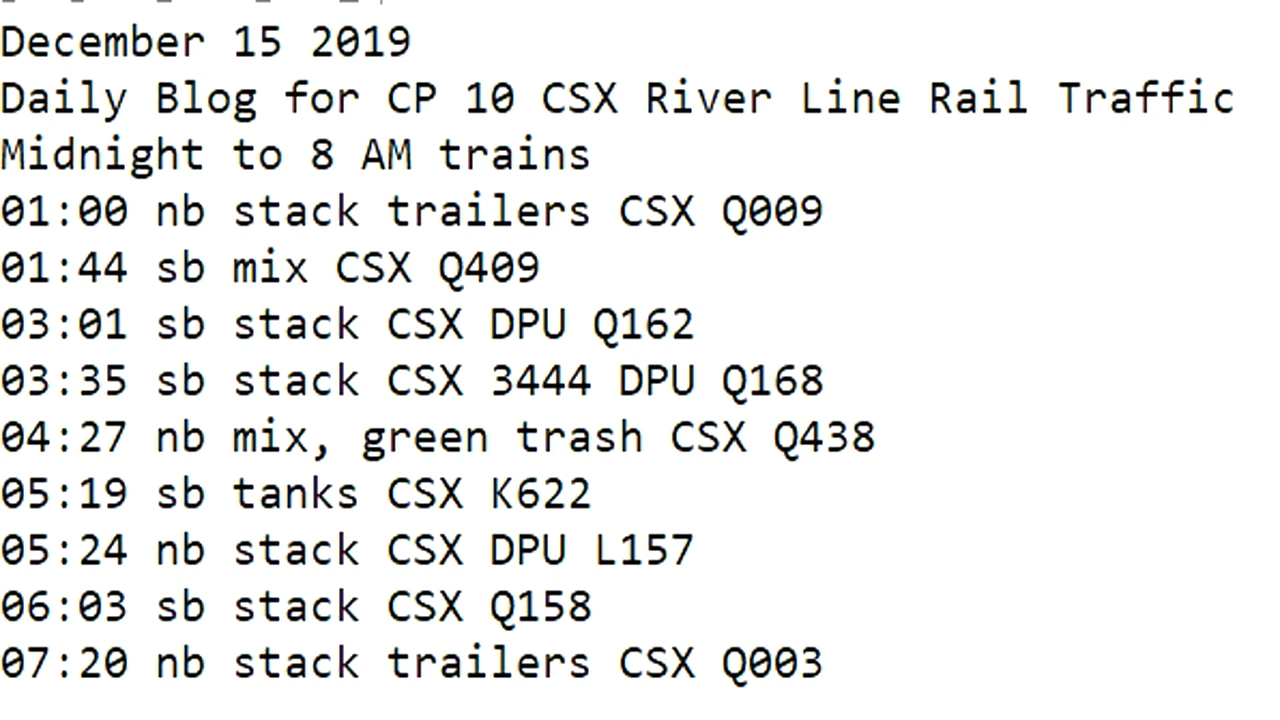 December 15 2019
Daily Blog for CP 10 CSX River Line Rail Traffic
Midnight to 8 AM trains
01:00 nb stack trailers CSX Q009
01:44 sb mix CSX Q409
03:01 sb stack CSX DPU Q162
03:35 sb stack CSX 3444 DPU Q168
04:27 nb mix, green trash CSX Q438
05:19 sb tanks CSX K622
05:24 nb stack CSX DPU L157
06:03 sb stack CSX Q158
07:20 nb stack trailers CSX Q003